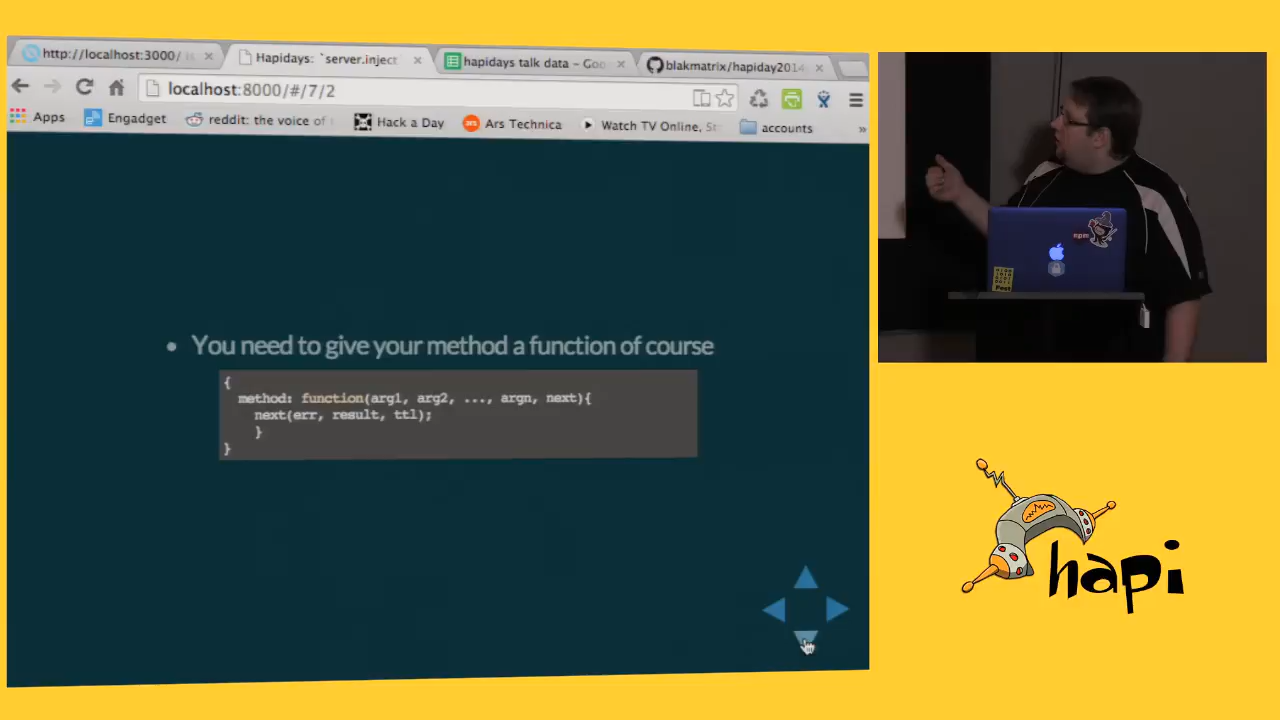 http://localhost:3000/
Hapidays: `server.inject
hapidays talk data – Goo
blakmatrix/hapiday2014
localhost:8000/#/7/2
Apps
Engadget
reddit: the voice of
Hack a Day
ars
Ars Technica
Watch TV Online, St
accounts
»
• You need to give your method a function of course
{
method: function(arg1, arg2, ..., argn, next){
next(err, result, ttl);
}
}
npm
Post
hapi